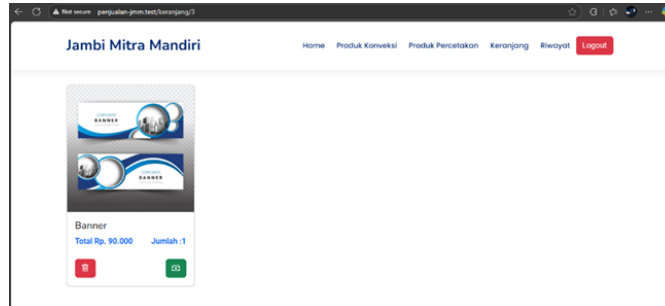 Not secure penjualan-jmm.test/keranjang/3
Jambi Mitra Mandiri
Home Produk Konveksi Produk Percetakan Keranjang Riwayat Logout
BANNER
BANNER
Banner
Total Rp. 90.000 Jumlah :1